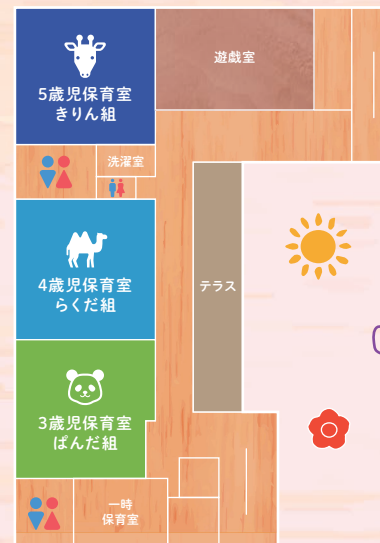 5歳児保育室
きりん組
遊戯室
洗濯室
4歳児保育室
らくだ組
テラス
3歳児保育室
ぱんだ組
一時
保育室